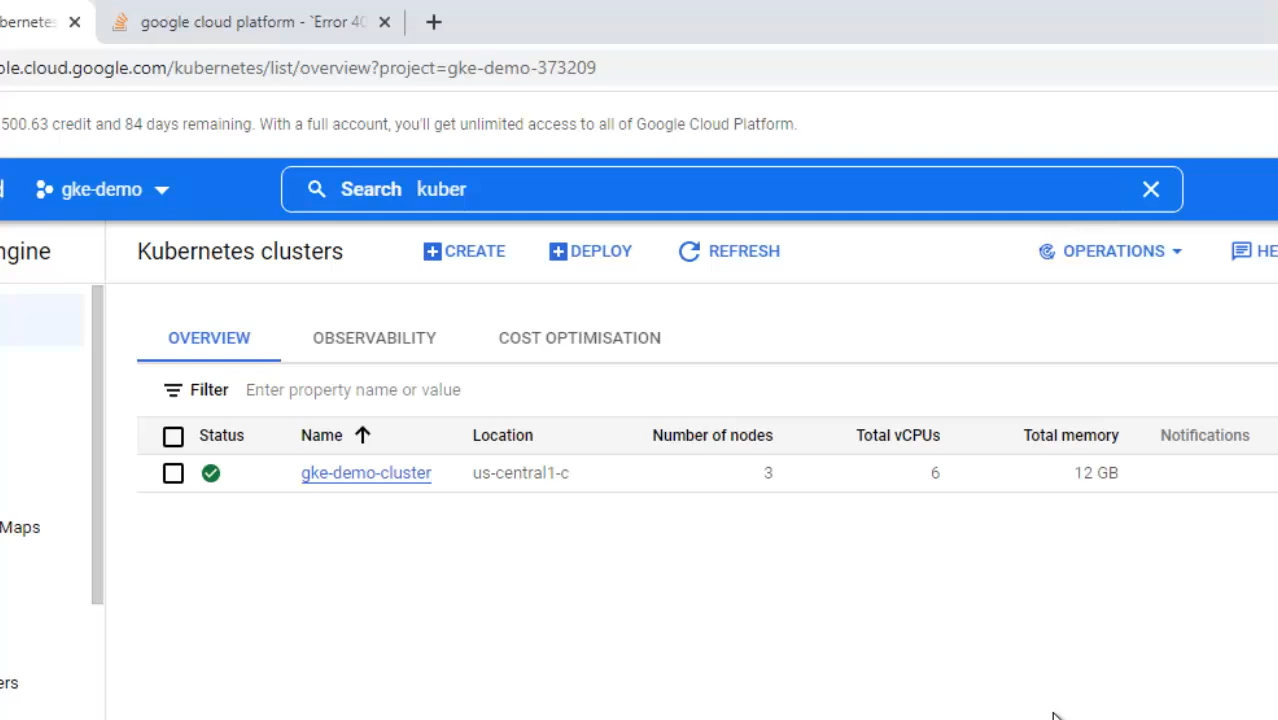 bernetes
google cloud platform - `Error 40
ole.cloud.google.com/kubernetes/list/overview?project=gke-demo-373209
500.63 credit and 84 days remaining. With a full account, you'll get unlimited access to all of Google Cloud Platform.
d gke-demo Search kuber
ngine Kubernetes clusters CREATE DEPLOY REFRESH OPERATIONS HE
OVERVIEW OBSERVABILITY COST OPTIMISATION
Filter Enter property name or value
Status Name Location Number of nodes Total vCPUs Total memory Notifications
gke-demo-cluster us-central1-c 3 6 12 GB
Maps
ers